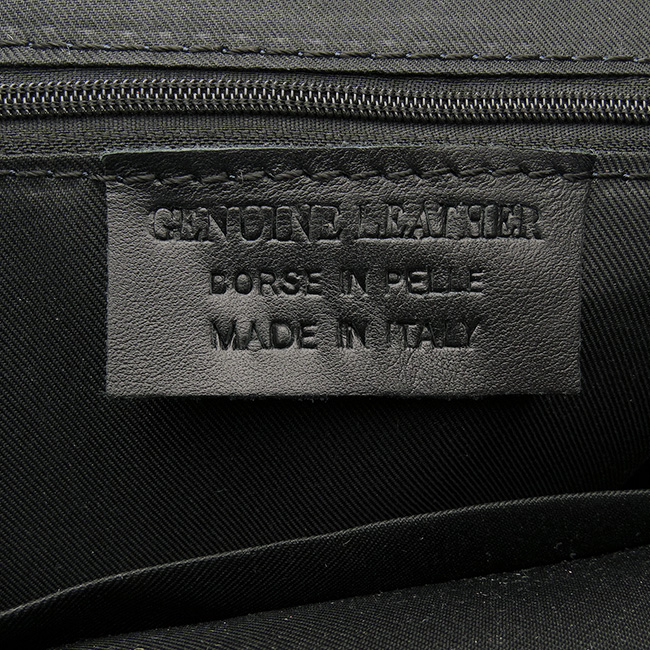 GENUINE LEATHER
BORSE IN PELLE
MADE IN ITALY